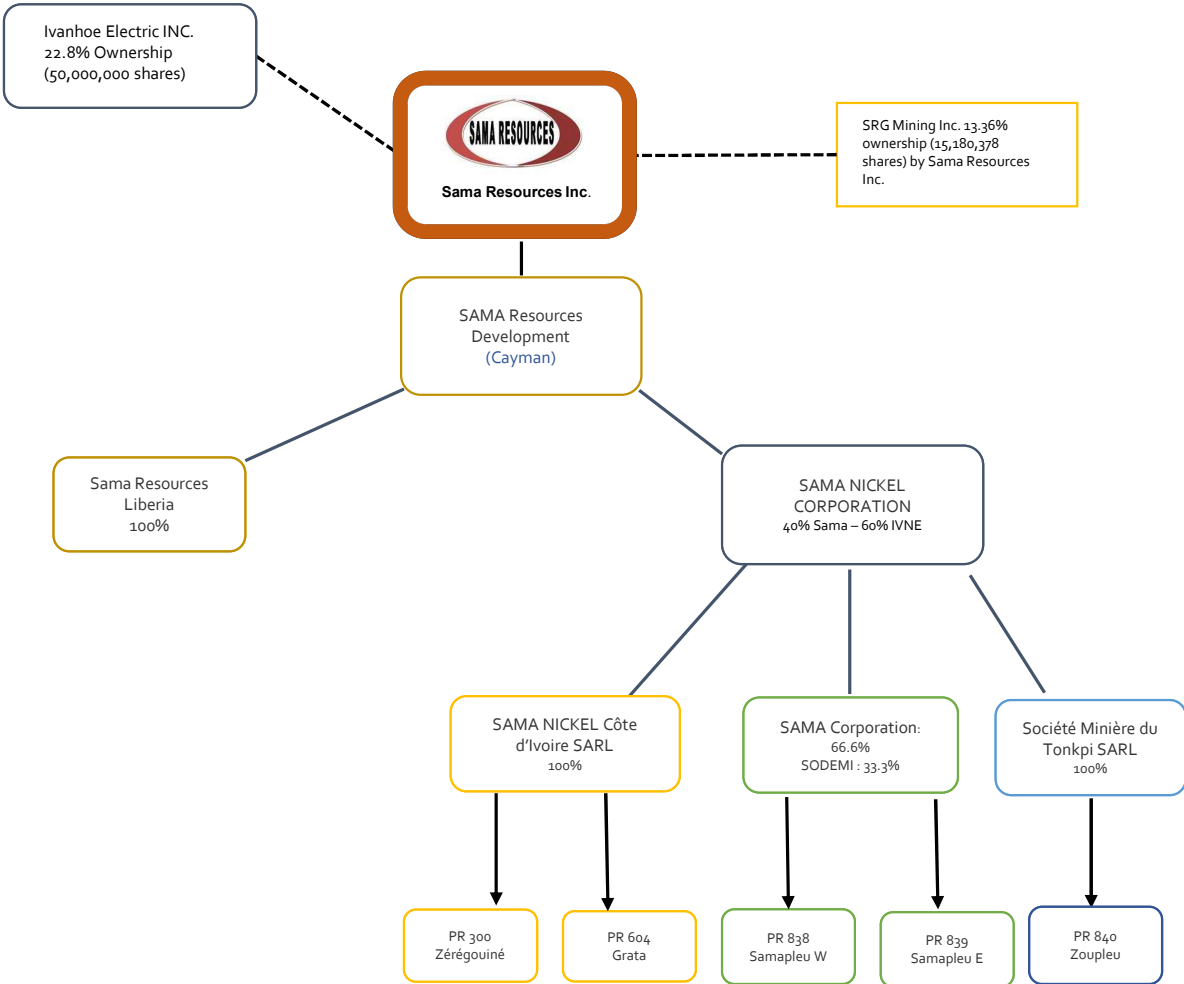 Ivanhoe Electric INC.
22.8% Ownership
(50,000,000 shares)
SAMA RESOURCES
Sama Resources Inc.
SRG Mining Inc. 13.36%
ownership (15,180,378
shares) by Sama Resources
Inc.
SAMA Resources
Development
(Cayman)
Sama Resources
Liberia
100%
SAMA NICKEL
CORPORATION
40% Sama – 60% IVNE
SAMA NICKEL Côte
d'Ivoire SARL
100%
SAMA Corporation:
66.6%
SODEMI : 33.3%
Société Minière du
Tonkpi SARL
100%
PR 300
Zérégouiné
PR 604
Grata
PR 838
Samapleu W
PR 839
Samapleu E
PR 840
Zoupleu